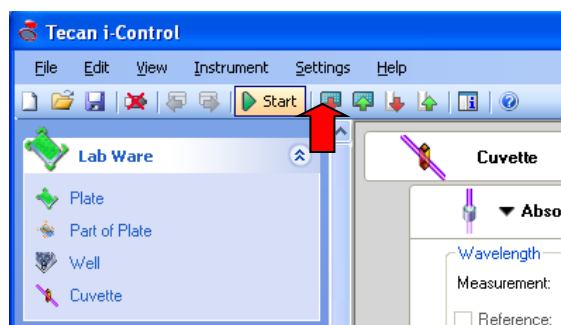 Tecan i-Control
File Edit View Instrument Settings Help
Start
Lab Ware
Plate
Part of Plate
Well
Cuvette
Cuvette
Wavelength
Measurement:
Reference: